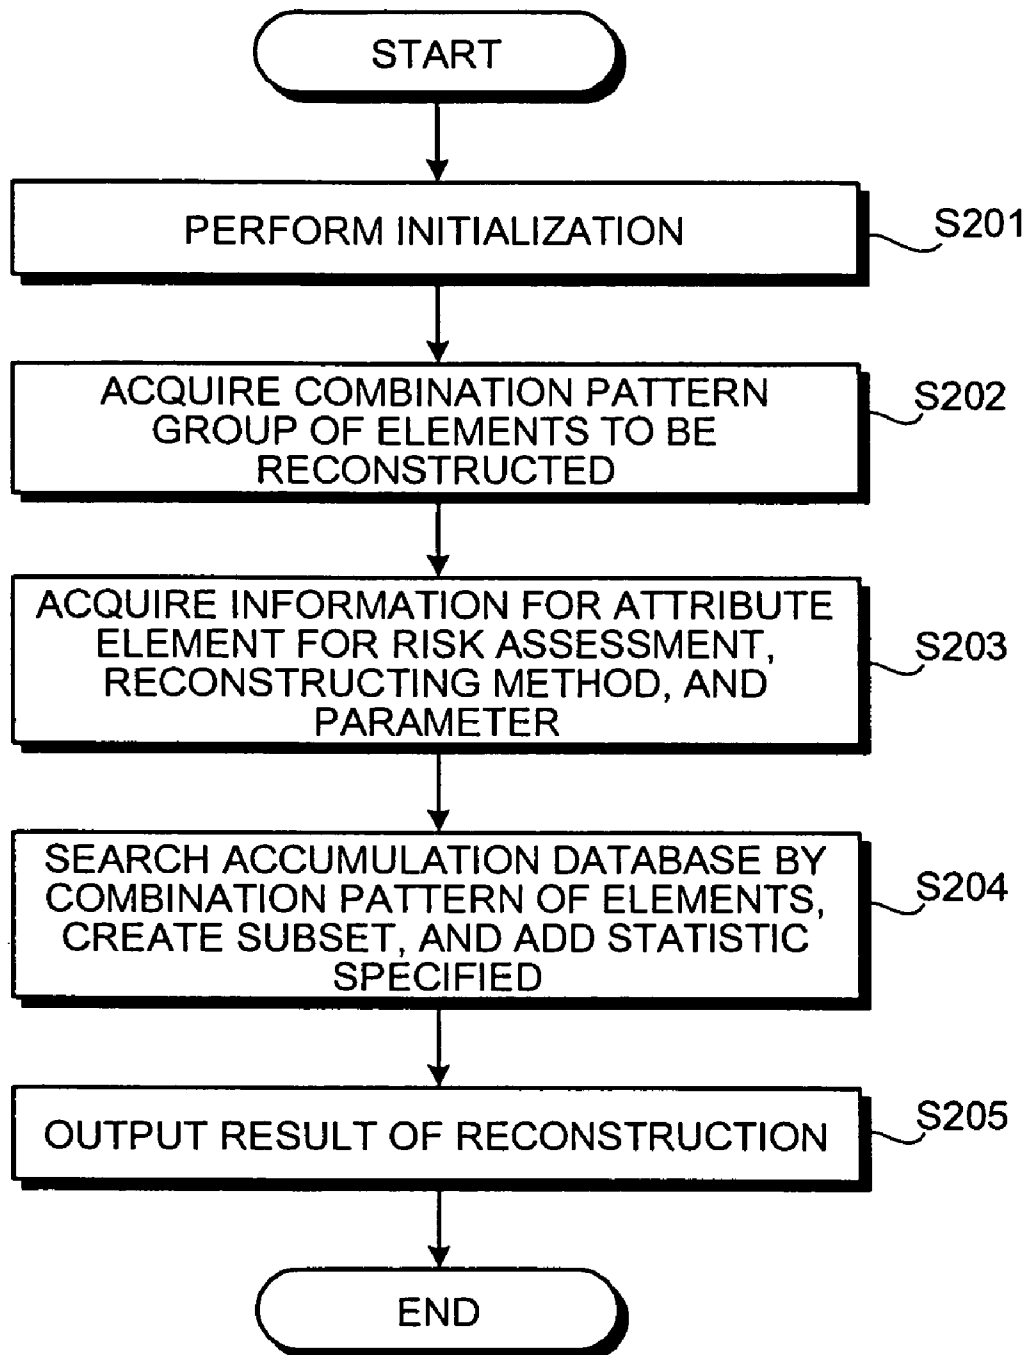 START
PERFORM INITIALIZATION
S201
ACQUIRE COMBINATION PATTERN
GROUP OF ELEMENTS TO BE
RECONSTRUCTED
S202
ACQUIRE INFORMATION FOR ATTRIBUTE
ELEMENT FOR RISK ASSESSMENT,
RECONSTRUCTING METHOD, AND
PARAMETER
S203
SEARCH ACCUMULATION DATABASE BY
COMBINATION PATTERN OF ELEMENTS,
CREATE SUBSET, AND ADD STATISTIC
SPECIFIED
S204
OUTPUT RESULT OF RECONSTRUCTION
S205
END